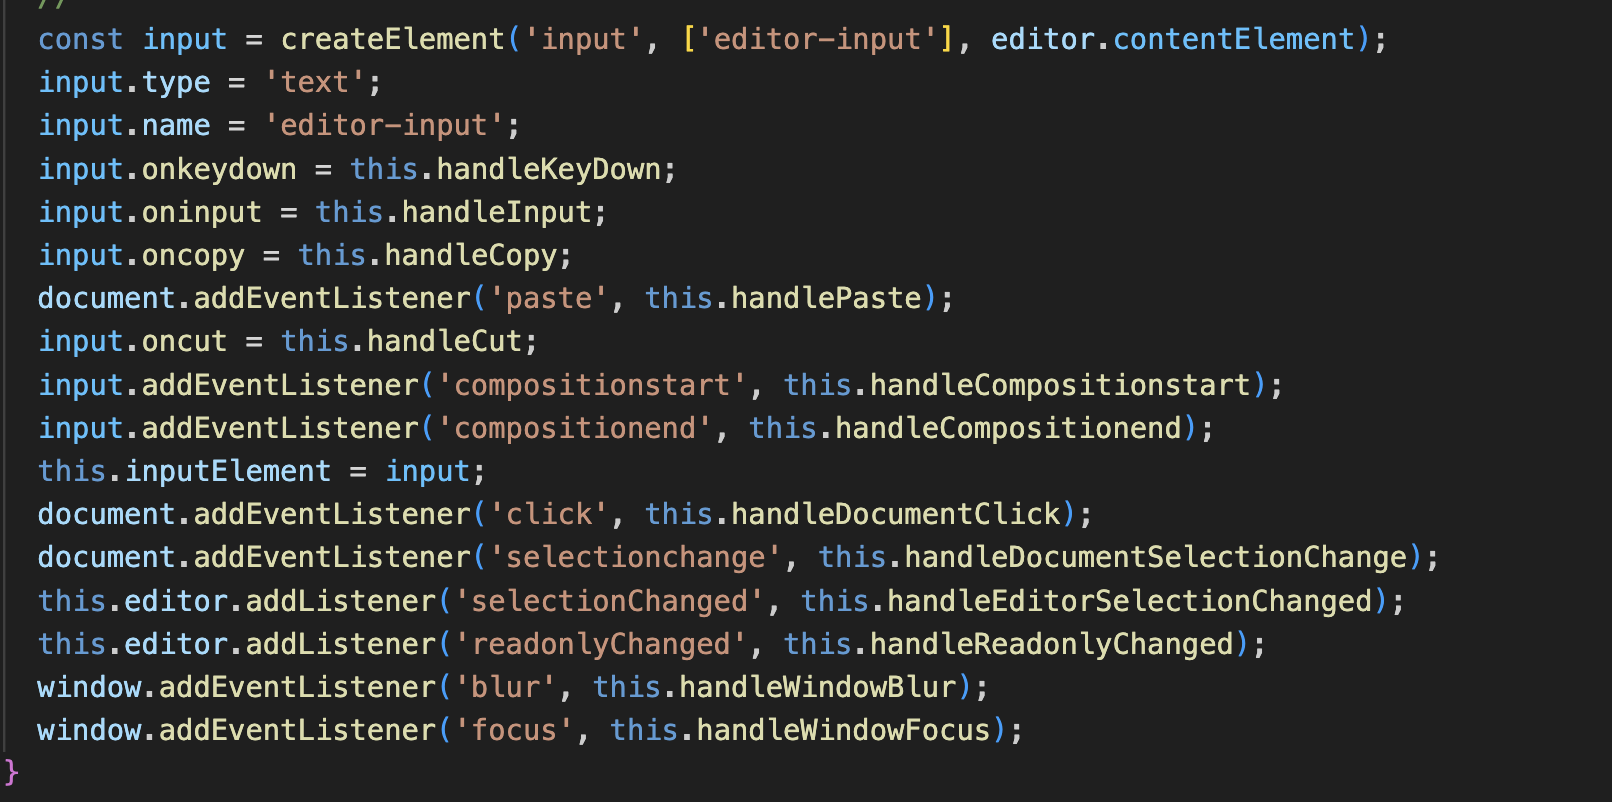 //
const input = createElement('input', ['editor-input'], editor.contentElement);
input.type = 'text';
input.name = 'editor-input';
input.onkeydown = this.handleKeyDown;
input.oninput = this.handleInput;
input.oncopy = this.handleCopy;
document.addEventListener('paste', this.handlePaste);
input.oncut = this.handleCut;
input.addEventListener('compositionstart', this.handleCompositionstart);
input.addEventListener('compositionend', this.handleCompositionend);
this.inputElement = input;
document.addEventListener('click', this.handleDocumentClick);
document.addEventListener('selectionchange', this.handleDocumentSelectionChange);
this.editor.addListener('selectionChanged', this.handleEditorSelectionChanged);
this.editor.addListener('readonlyChanged', this.handleReadonlyChanged);
window.addEventListener('blur', this.handleWindowBlur);
window.addEventListener('focus', this.handleWindowFocus);
}